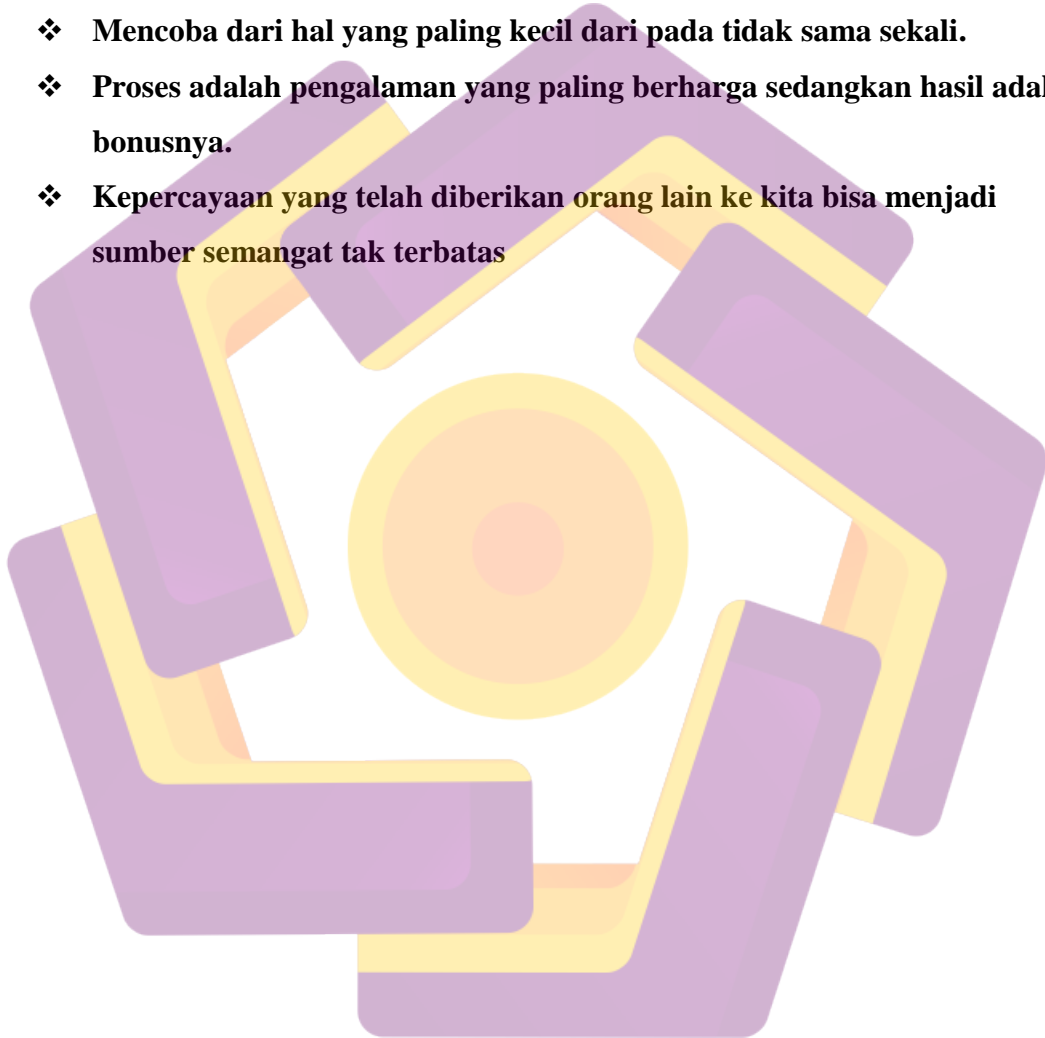 ❖ Mencoba dari hal yang paling kecil dari pada tidak sama sekali.
❖ Proses adalah pengalaman yang paling berharga sedangkan hasil
bonusnya.
❖ Kepercayaan yang telah diberikan orang lain ke kita bisa menjadi
sumber semangat tak terbatas